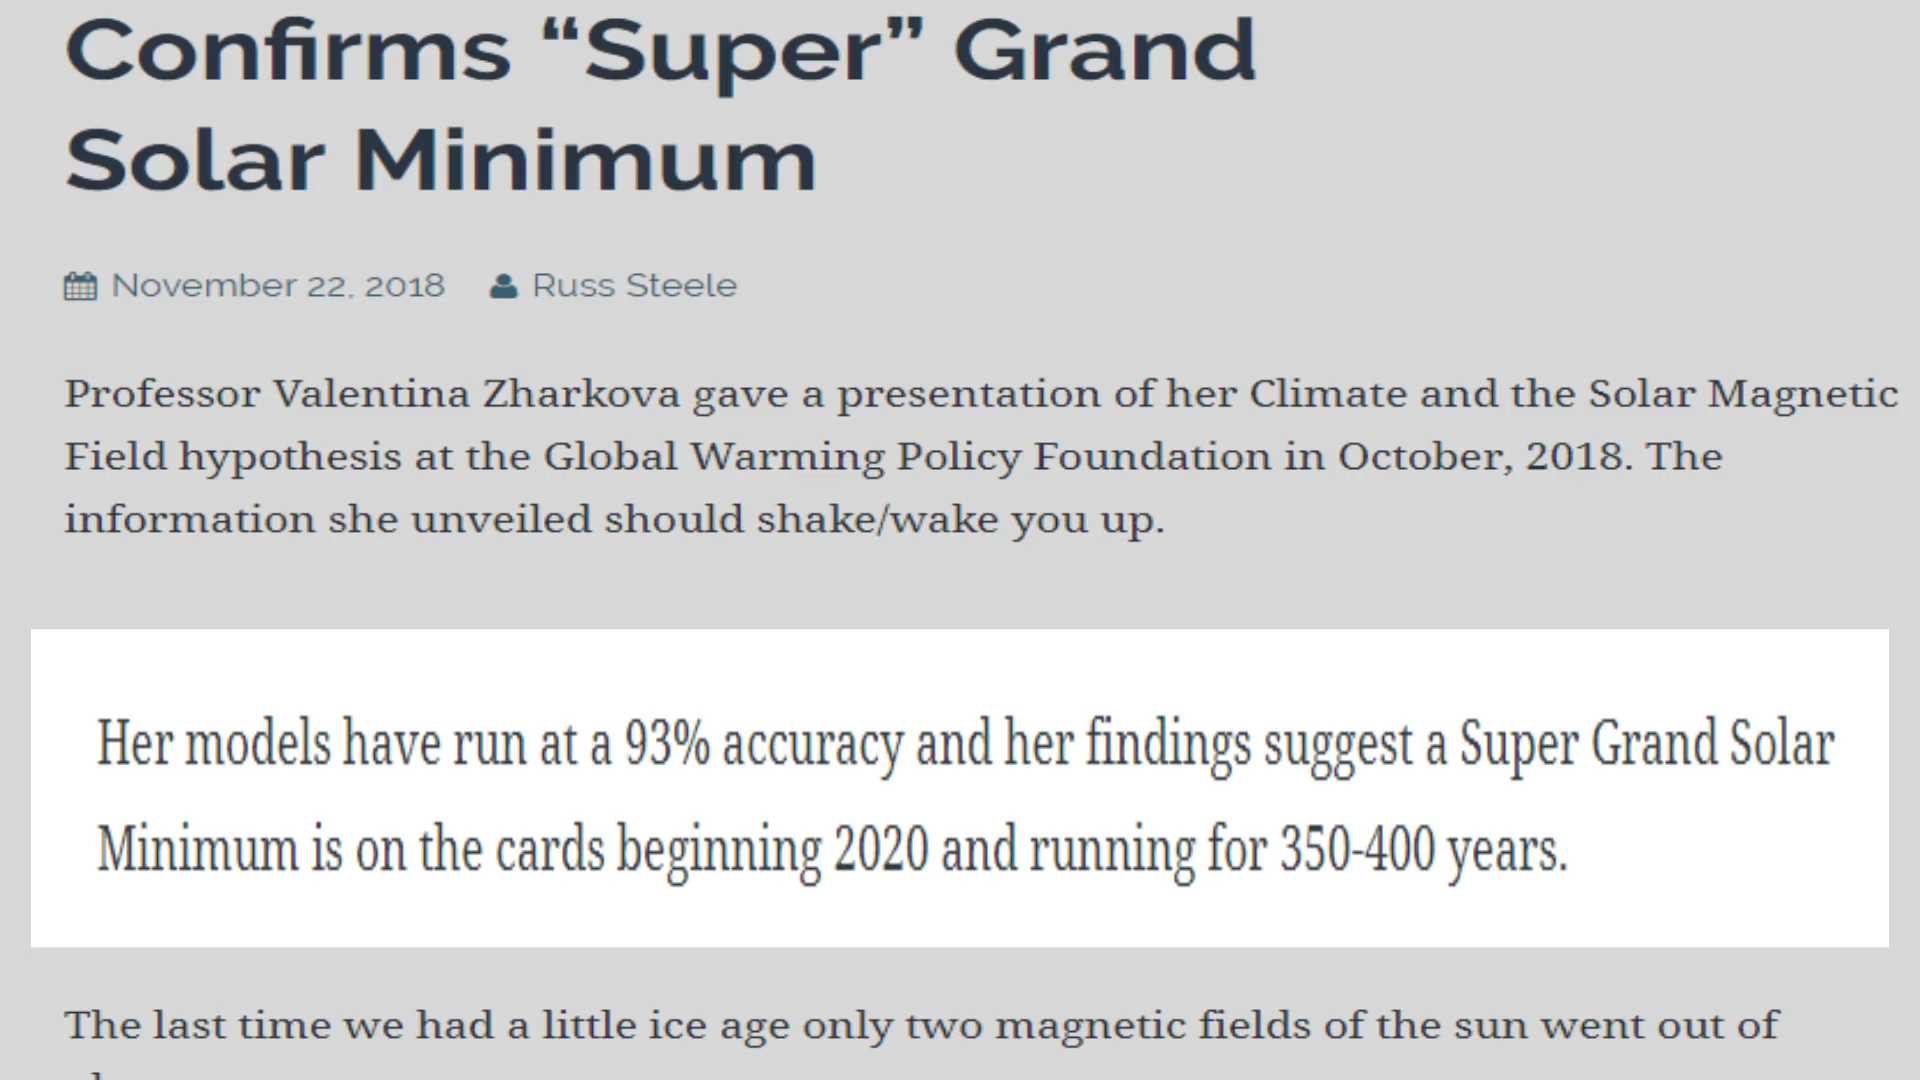 Confirms “Super” Grand
Solar Minimum
November 22, 2018 Russ Steele
Professor Valentina Zharkova gave a presentation of her Climate and the Solar Magnetic
Field hypothesis at the Global Warming Policy Foundation in October, 2018. The
information she unveiled should shake/wake you up.
Her models have run at a 93% accuracy and her findings suggest a Super Grand Solar
Minimum is on the cards beginning 2020 and running for 350-400 years.
The last time we had a little ice age only two magnetic fields of the sun went out of